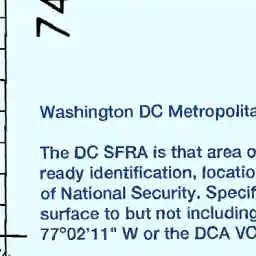 74
Washington DC Metropolita
The DC SFRA is that area o
ready identification, locatio
of National Security. Specif
surface to but not including
77°02'11" W or the DCA VO